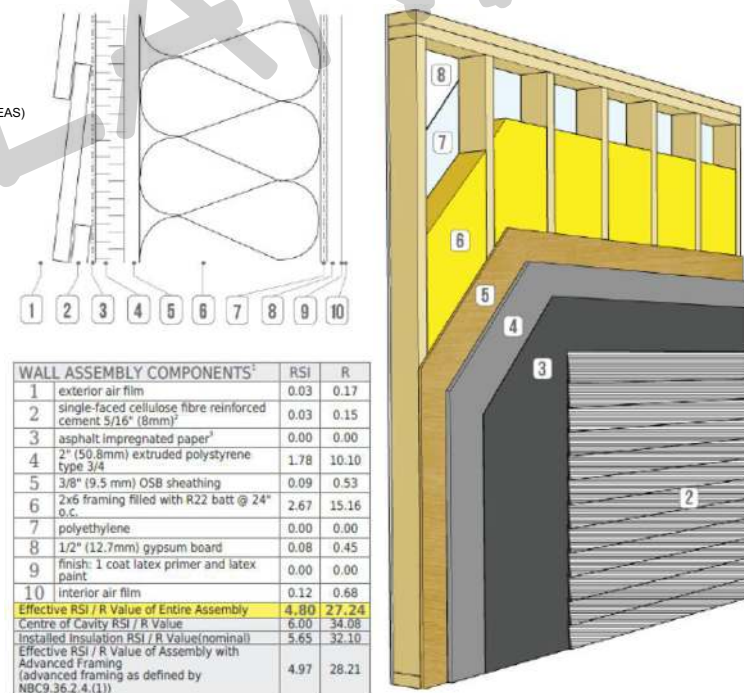 EAS)
1 2 3 4 5 6 7 8 9 10
WALL ASSEMBLY COMPONENTS¹ RSI R
1 exterior air film 0.03 0.17
2 single-faced cellulose fibre reinforced
cement 5/16" (8mm)² 0.03 0.15
3 asphalt impregnated paper³ 0.00 0.00
4 2" (50.8mm) extruded polystyrene
type 3/4 1.78 10.10
5 3/8" (9.5 mm) OSB sheathing 0.09 0.53
6 2x6 framing filled with R22 batt @ 24"
o.c. 2.67 15.16
7 polyethylene 0.00 0.00
8 1/2" (12.7mm) gypsum board 0.08 0.45
9 finish: 1 coat latex primer and latex
paint 0.00 0.00
10 interior air film 0.12 0.68
Effective RSI / R Value of Entire Assembly 4.80 27.24
Centre of Cavity RSI / R Value 6.00 34.08
Installed Insulation RSI / R Value(nominal) 5.65 32.10
Effective RSI / R Value of Assembly with
Advanced Framing
(advanced framing as defined by
NBC9.36.2.4.(1)) 4.97 28.21
8
7
6
5
4
3
2